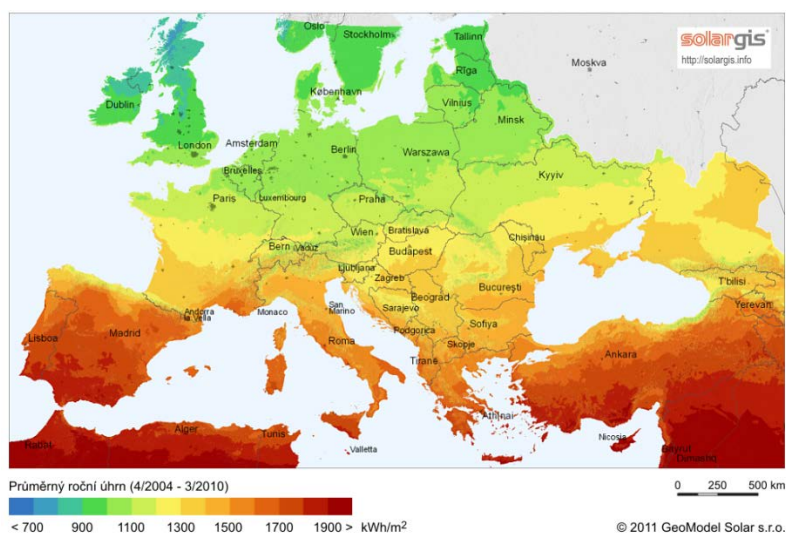 Oslo
Stockholm
Tallinn
solargis
http://solargis.info
Rīga
Moskva
København
Dublin
Vilnius
Minsk
London
Amsterdam
Berlin
Warszawa
Bruxelles
Kyyiv
Paris
Luxembourg
Praha
Wien
Bratislava
Chişinău
Bern
Vaduz
Budapest
Ljubljana
Zagreb
T'bilisi
Beograd
Bucureşti
Yerevan
Andorra
la Vella
Monaco
San
Marino
Sarajevo
Podgorica
Sofiya
Lisboa
Madrid
Roma
Skopje
Tiranë
Ankara
Athínai
Alger
Tunis
Rabat
Valletta
Nicosia
Bayrut
Dimashq
Průměrný roční úhrn (4/2004 - 3/2010)
0 250 500 km
< 700 900 1100 1300 1500 1700 1900 > kWh/m²
© 2011 GeoModel Solar s.r.o.